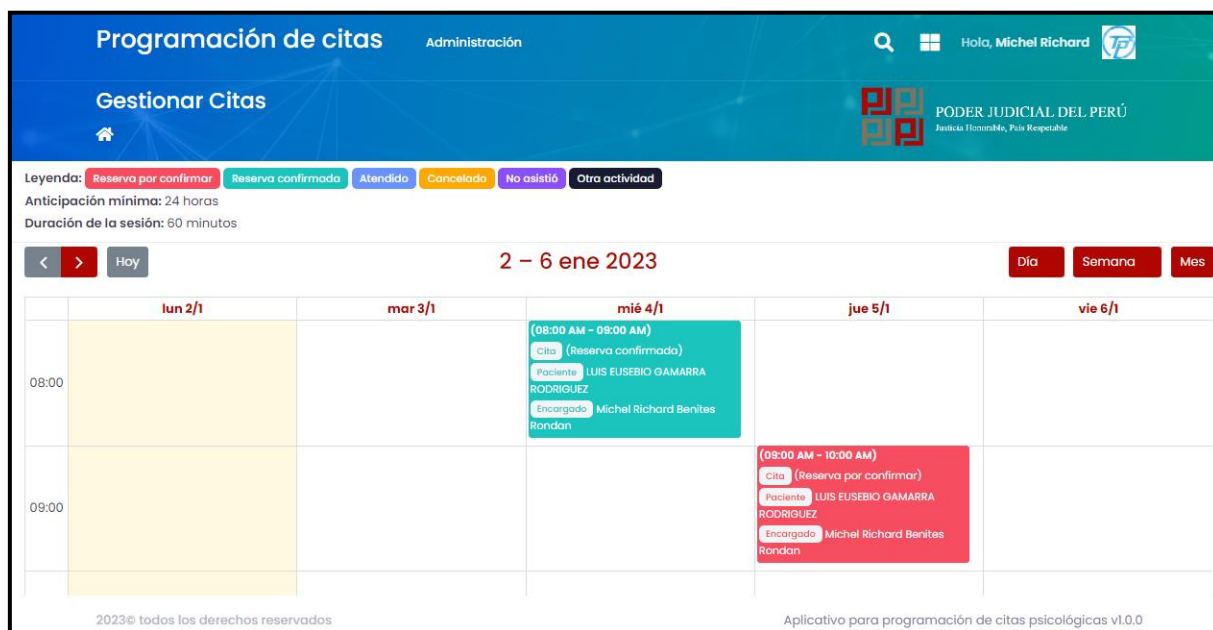 Programación de citas Administración Hola, Michel Richard
Gestionar Citas
PODER JUDICIAL DEL PERÚ
Justicia Honorable, País Respetable
Leyenda: Reserva por confirmar Reserva confirmada Atendido Cancelado No asistió Otra actividad
Anticipación mínima: 24 horas
Duración de la sesión: 60 minutos
Hoy 2 – 6 ene 2023 Día Semana Mes
lun 2/1 mar 3/1 mié 4/1 jue 5/1 vie 6/1
08:00
(08:00 AM - 09:00 AM)
Cita (Reserva confirmada)
Paciente LUIS EUSEBIO GAMARRA
RODRIGUEZ
Encargado Michel Richard Benites
Rondan
09:00
(09:00 AM - 10:00 AM)
Cita (Reserva por confirmar)
Paciente LUIS EUSEBIO GAMARRA
RODRIGUEZ
Encargado Michel Richard Benites
Rondan
2023© todos los derechos reservados Aplicativo para programación de citas psicológicas v1.0.0